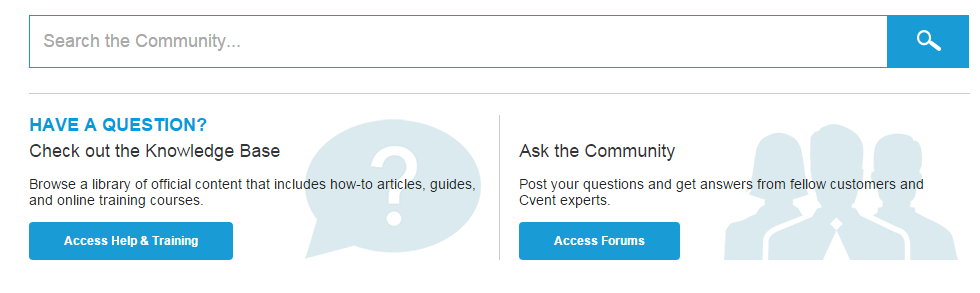 Search the Community...
HAVE A QUESTION?
Check out the Knowledge Base
Browse a library of official content that includes how-to articles, guides,
and online training courses.
Access Help & Training
?
Ask the Community
Post your questions and get answers from fellow customers and
Cvent experts.
Access Forums